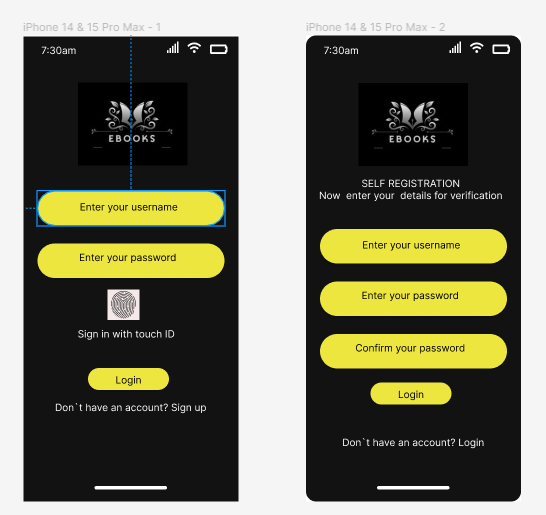 iPhone 14 & 15 Pro Max - 1
7:30am
EBOOKS
Enter your username
Enter your password
Sign in with touch ID
Login
Don`t have an account? Sign up
iPhone 14 & 15 Pro Max - 2
7:30am
EBOOKS
SELF REGISTRATION
Now enter your details for verification
Enter your username
Enter your password
Confirm your password
Login
Don`t have an account? Login